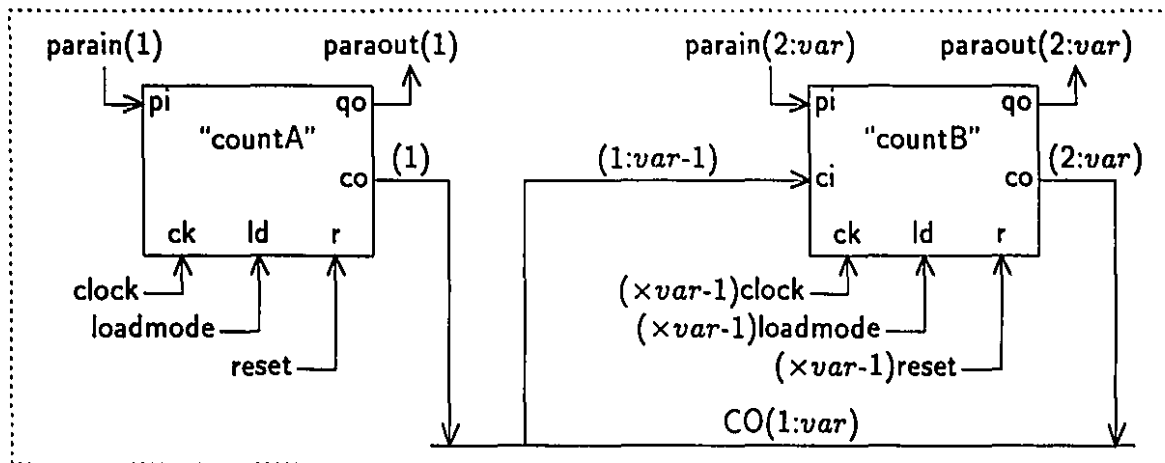 parain(1)
paraout(1)
parain(2:var)
paraout(2:var)
pi
qo
pi
qo
"countA"
"countB"
(1)
(1:var-1)
(2:var)
co
ci
co
ck
ld
r
ck
ld
r
clock
(×var-1)clock
loadmode
(×var-1)loadmode
reset
(×var-1)reset
CO(1:var)